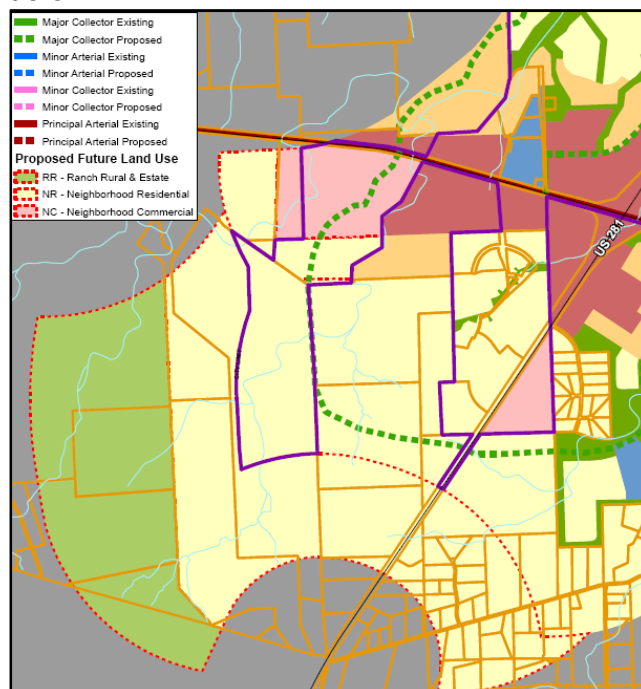 Major Collector Existing
Major Collector Proposed
Minor Arterial Existing
Minor Arterial Proposed
Minor Collector Existing
Minor Collector Proposed
Principal Arterial Existing
Principal Arterial Proposed
Proposed Future Land Use
RR - Ranch Rural & Estate
NR - Neighborhood Residential
NC - Neighborhood Commercial
US 281